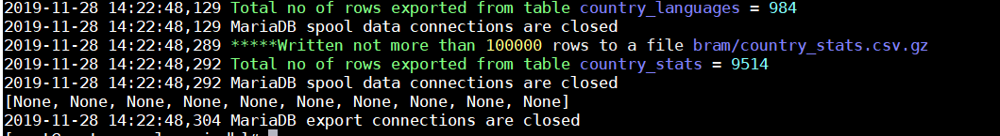 2019-11-28 14:22:48,129 Total no of rows exported from table country_languages = 984
2019-11-28 14:22:48,129 MariaDB spool data connections are closed
2019-11-28 14:22:48,289 *****Written not more than 100000 rows to a file bram/country_stats.csv.gz
2019-11-28 14:22:48,292 Total no of rows exported from table country_stats = 9514
2019-11-28 14:22:48,292 MariaDB spool data connections are closed
[None, None, None, None, None, None, None, None, None, None]
2019-11-28 14:22:48,304 MariaDB export connections are closed